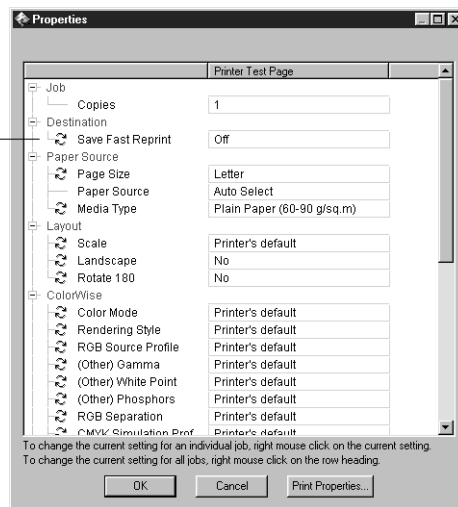 Properties
Printer Test Page
Job
Copies 1
Destination
Save Fast Reprint Off
Paper Source
Page Size Letter
Paper Source Auto Select
Media Type Plain Paper (60-90 g/sq.m)
Layout
Scale Printer's default
Landscape No
Rotate 180 No
ColorWise
Color Mode Printer's default
Rendering Style Printer's default
RGB Source Profile Printer's default
(Other) Gamma Printer's default
(Other) White Point Printer's default
(Other) Phosphors Printer's default
RGB Separation Printer's default
CMYK Simulation Prof Printer's default
To change the current setting for an individual job, right mouse click on the current setting.
To change the current setting for all jobs, right mouse click on the row heading.
OK Cancel Print Properties...